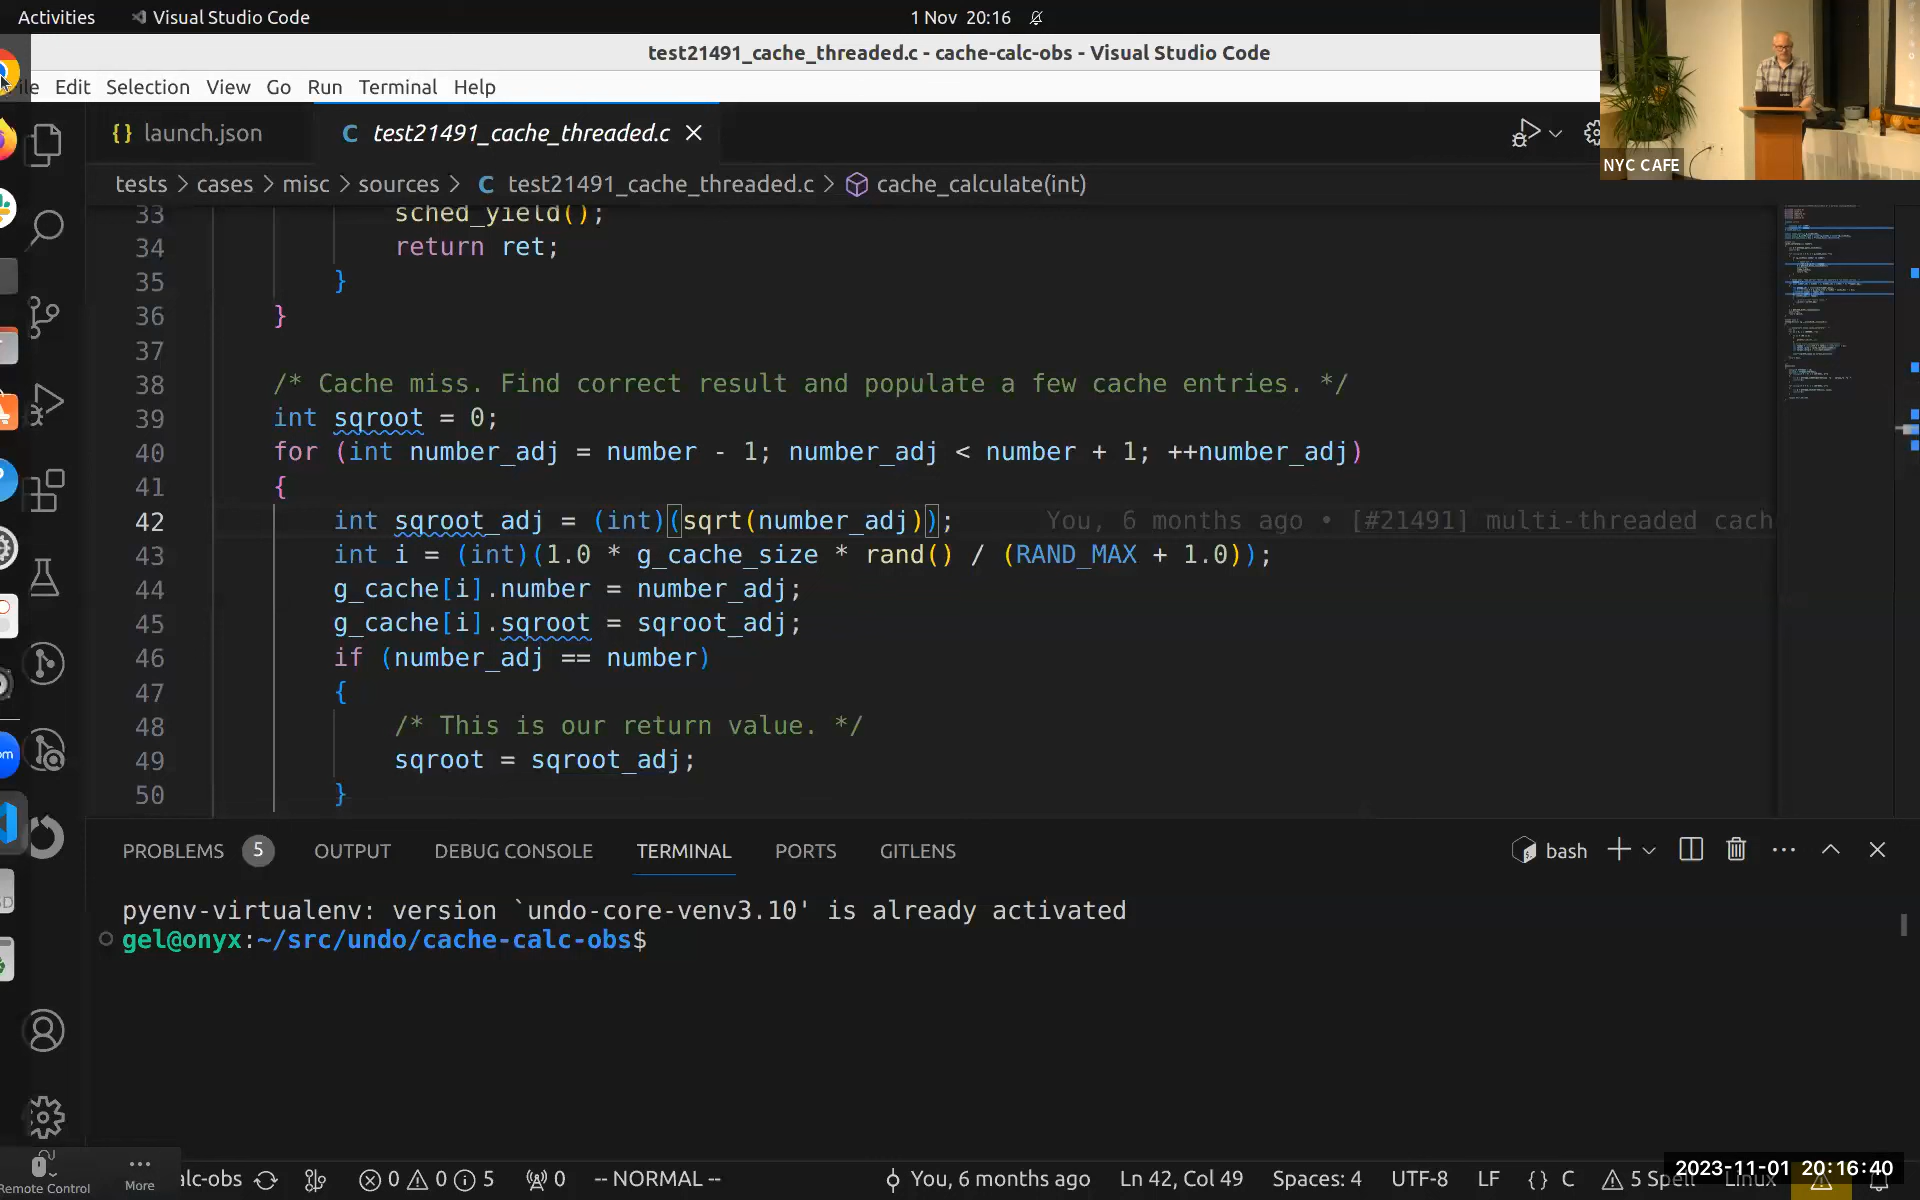 Activities
Visual Studio Code
1 Nov 20:16
test21491_cache_threaded.c - cache-calc-obs - Visual Studio Code
NYC CAFE
Edit Selection View Go Run Terminal Help
{} launch.json
C test21491_cache_threaded.c
tests > cases > misc > sources > C test21491_cache_threaded.c > cache_calculate(int)
33 sched_yield();
34 return ret;
35 }
36 }
37
38 /* Cache miss. Find correct result and populate a few cache entries. */
39 int sqroot = 0;
40 for (int number_adj = number - 1; number_adj < number + 1; ++number_adj)
41 {
42 int sqroot_adj = (int)(sqrt(number_adj)); You, 6 months ago • [#21491] multi-threaded cach
43 int i = (int)(1.0 * g_cache_size * rand() / (RAND_MAX + 1.0));
44 g_cache[i].number = number_adj;
45 g_cache[i].sqroot = sqroot_adj;
46 if (number_adj == number)
47 {
48 /* This is our return value. */
49 sqroot = sqroot_adj;
50 }
PROBLEMS 5 OUTPUT DEBUG CONSOLE TERMINAL PORTS GITLENS
bash
pyenv-virtualenv: version `undo-core-venv3.10' is already activated
gel@onyx:~/src/undo/cache-calc-obs$
Remote Control
More
alc-obs 0 0 5 0 -- NORMAL -- You, 6 months ago Ln 42, Col 49 Spaces: 4 UTF-8 LF {} C 5 Spell Linux
2023-11-01 20:16:40